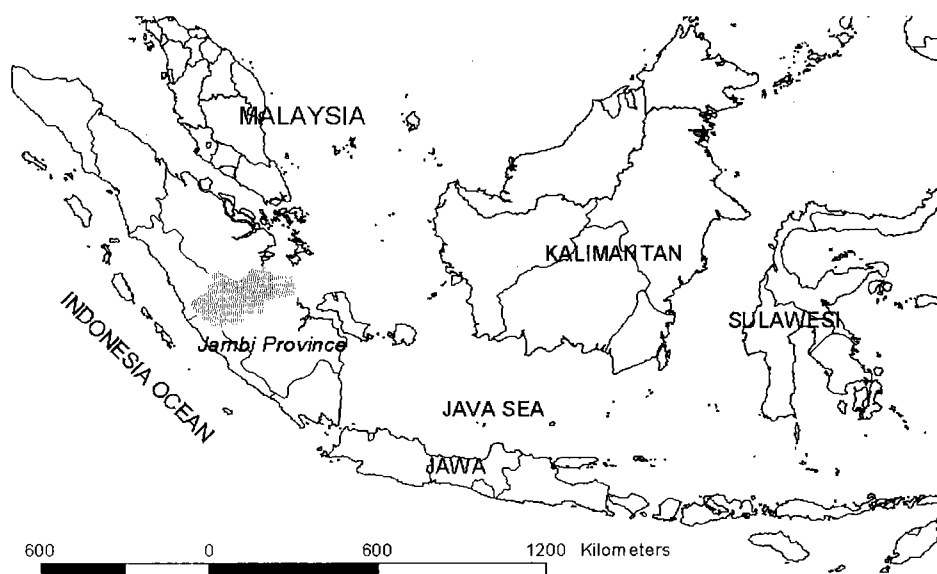 MALAYSIA
KALIMANTAN
INDONESIA OCEAN
SULAWESI
Jambi Province
JAVA SEA
JAWA
600 0 600 1200 Kilometers